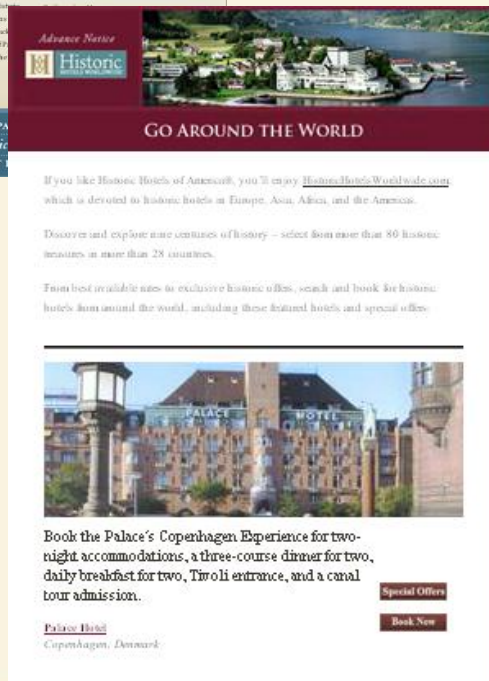 Advance Notice
Historic
HOTELS WORLDWIDE
GO AROUND THE WORLD
If you like Historic Hotels of America®, you'll enjoy HistoricHotelsWorldwide.com,
which is devoted to historic hotels in Europe, Asia, Africa, and the Americas.
Discover and explore nine centuries of history – select from more than 80 historic
treasures in more than 28 countries.
From best available rates to exclusive historic offers, search and book for historic
hotels from around the world, including these featured hotels and special offers:
PALACE HOTEL
Book the Palace's Copenhagen Experience for two-
night accommodations, a three-course dinner for two,
daily breakfast for two, Tivoli entrance, and a canal
tour admission.
Special Offers
Book Now
Palace Hotel
Copenhagen, Denmark